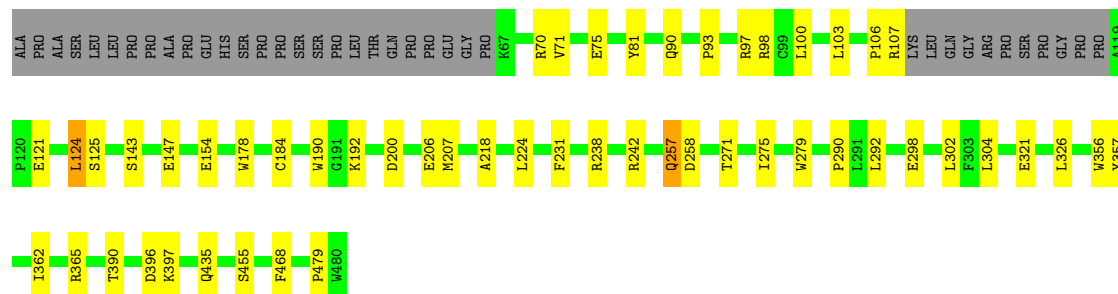 ALA PRO ALA SER LEU LEU PRO PRO ALA PRO GLU HIS SER PRO PRO SER SER PRO LEU THR GLN PRO PRO GLU GLY PRO K67 R70 V71 E75 Y81 Q90 P93 R97 R98 C99 L100 L103 P106 R107 LYS LEU GLN GLY ARG PRO SER PRO GLY PRO PRO A119
P120 E121 L124 S125 S143 E147 E154 W178 C184 W190 G191 K192 D200 E206 M207 A218 L224 F231 R238 R242 Q257 D258 T271 I275 W279 P290 L291 L292 E298 L302 F303 L304 E321 L326 W356 Y357
I362 R365 T390 D396 K397 Q435 S455 F468 P479 W480